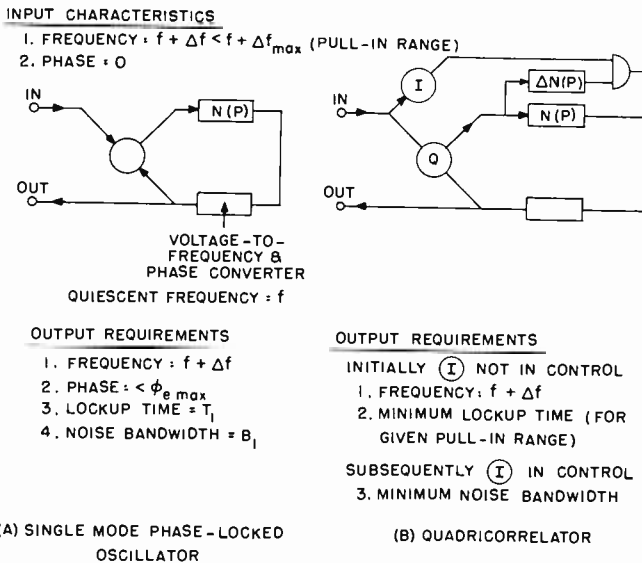 INPUT CHARACTERISTICS
1. FREQUENCY: f + Δf < f + Δf max (PULL-IN RANGE)
2. PHASE = 0
IN
N(P)
OUT
VOLTAGE-TO-
FREQUENCY &
PHASE CONVERTER
QUIESCENT FREQUENCY = f
OUTPUT REQUIREMENTS
1. FREQUENCY: f + Δf
2. PHASE: < ϕe max
3. LOCKUP TIME = T1
4. NOISE BANDWIDTH = B1
(A) SINGLE MODE PHASE-LOCKED
OSCILLATOR
I
ΔN(P)
IN
N(P)
Q
OUT
OUTPUT REQUIREMENTS
INITIALLY I NOT IN CONTROL
1. FREQUENCY: f + Δf
2. MINIMUM LOCKUP TIME (FOR
GIVEN PULL-IN RANGE)
SUBSEQUENTLY I IN CONTROL
3. MINIMUM NOISE BANDWIDTH
(B) QUADRICORRELATOR